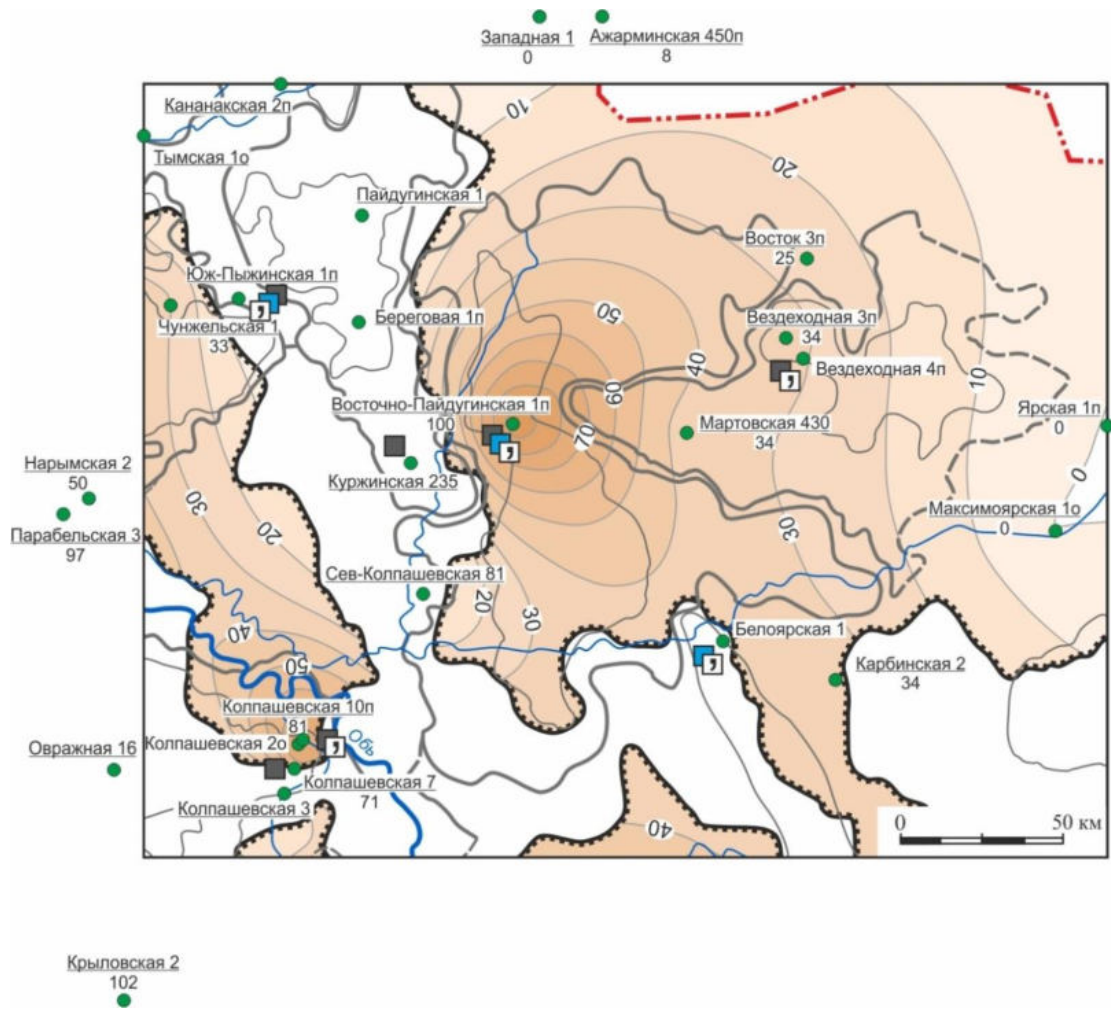 Западная 1
0
Ажарминская 450п
8
Кананакская 2п
10
Тымская 1о
20
Пайдугинская 1
Восток 3п
25
Юж-Пыжинская 1п
Чунжельская 1
33
Береговая 1п
50
Вездеходная 3п
34
40
Вездеходная 4п
10
60
Восточно-Пайдугинская 1п
100
70
Мартовская 430
34
Ярская 1п
0
Куржинская 235
Нарымская 2
50
Парабельская 3
97
30
20
0
Максимоярская 1о
0
30
Сев-Колпашевская 81
20
30
40
50
Белоярская 1
Карбинская 2
34
Колпашевская 10п
81
Обь
Колпашевская 2о
Овражная 16
Колпашевская 7
71
Колпашевская 3
40
0
50 км
Крыловская 2
102